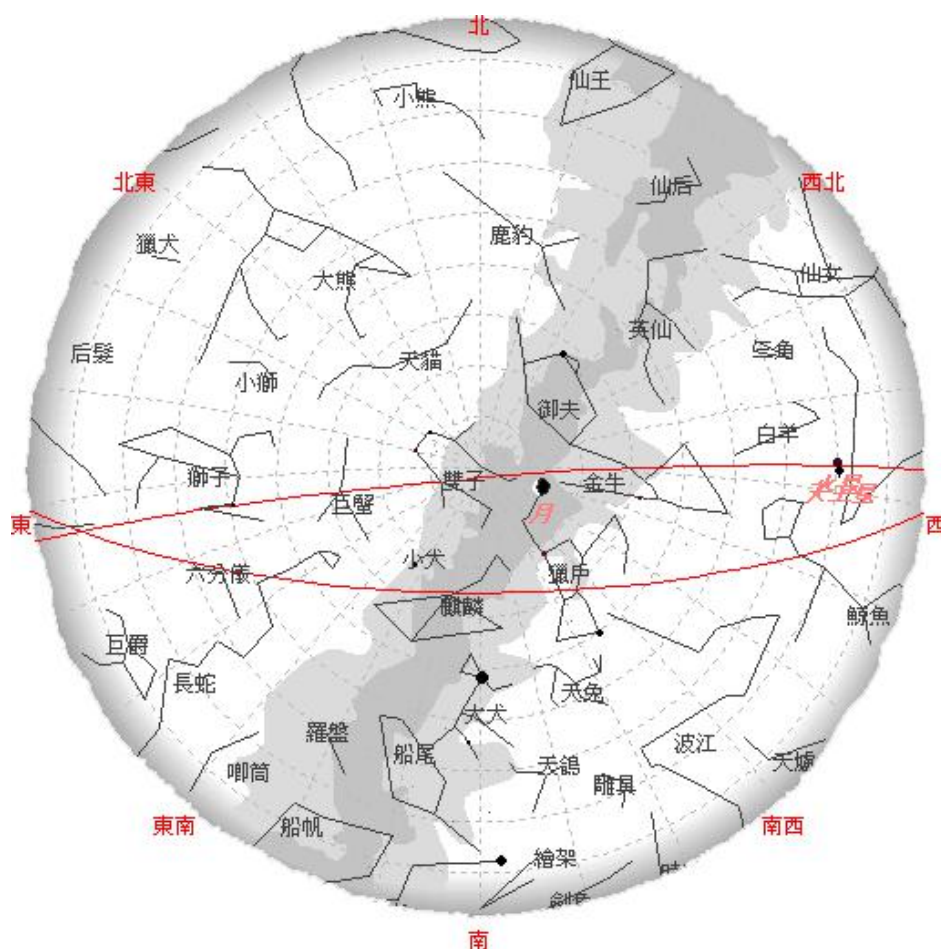 北
仙王
小熊
北東
西北
仙后
獵犬
鹿豹
大熊
仙女
英仙
后髮
三角
天貓
小獅
御夫
白羊
獅子
雙子
金牛
巨蟹
月
東
西
小犬
六分儀
獵戶
麒麟
鯨魚
巨爵
長蛇
天兔
大犬
羅盤
船尾
波江
天爐
唧筒
天鴿
雕具
東南
船帆
南西
繪架
劍魚
南